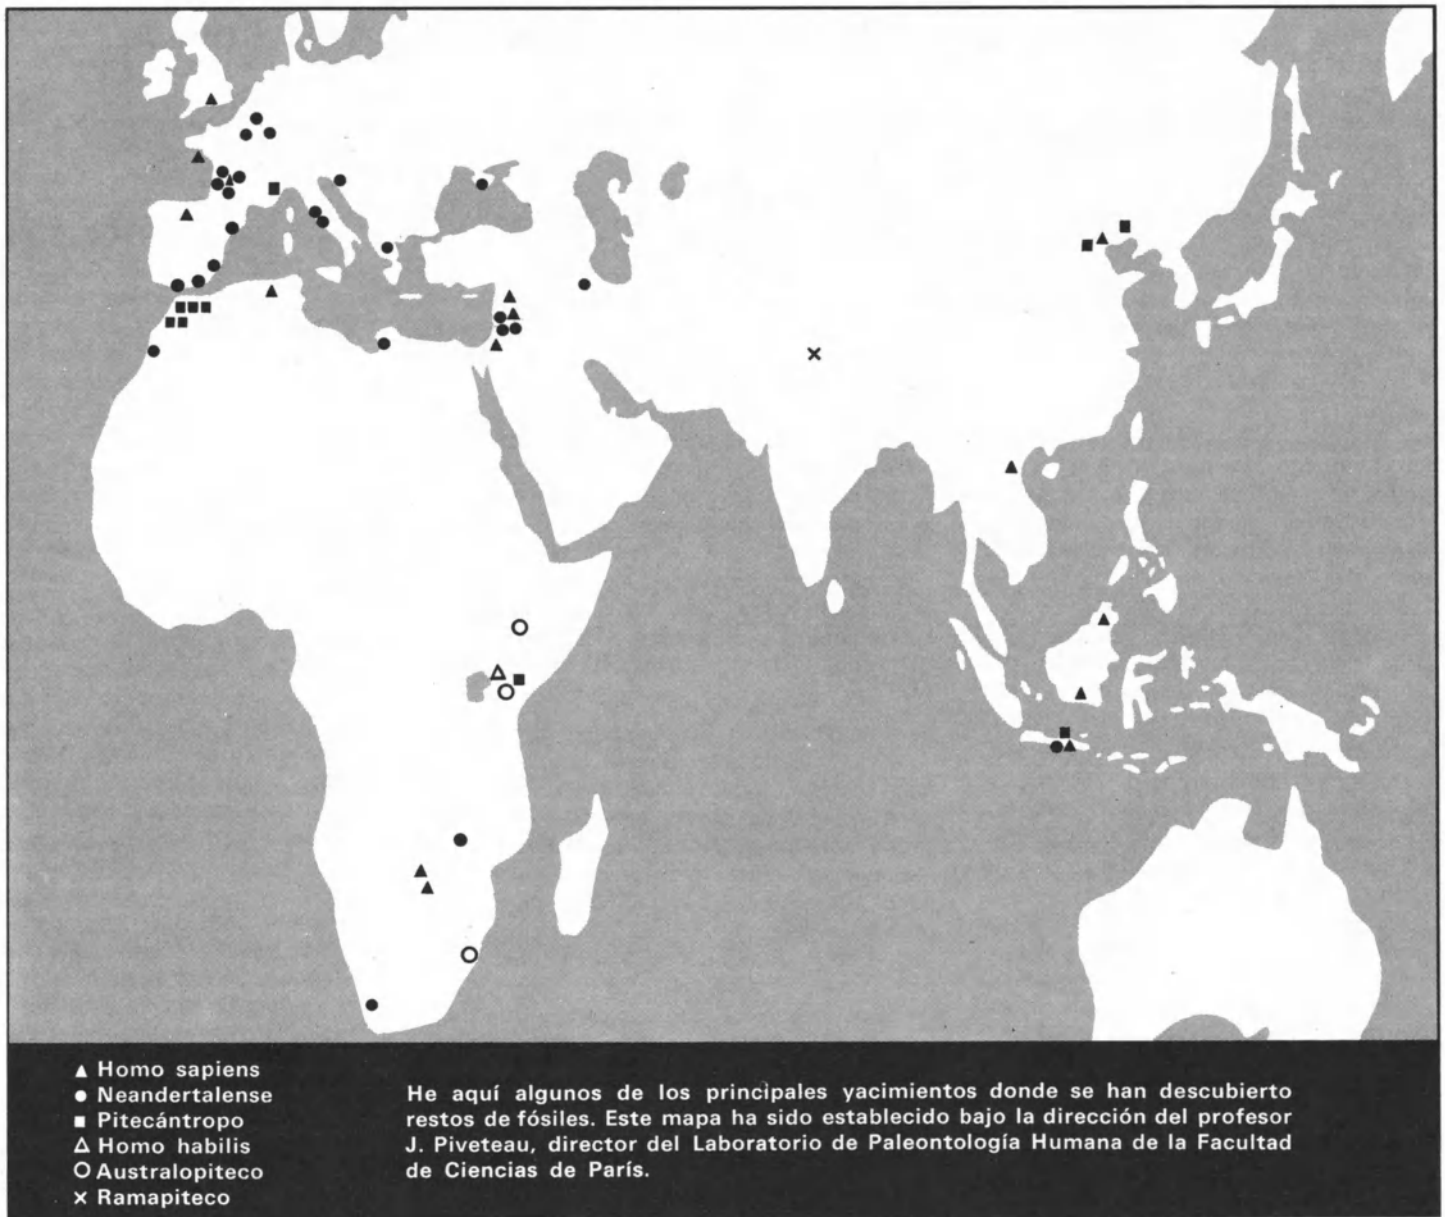 ▲ Homo sapiens
● Neandertalense
■ Pitecántropo
△ Homo habilis
○ Australopiteco
× Ramapiteco
He aquí algunos de los principales yacimientos donde se han descubierto
restos de fósiles. Este mapa ha sido establecido bajo la dirección del profesor
J. Piveteau, director del Laboratorio de Paleontología Humana de la Facultad
de Ciencias de París.